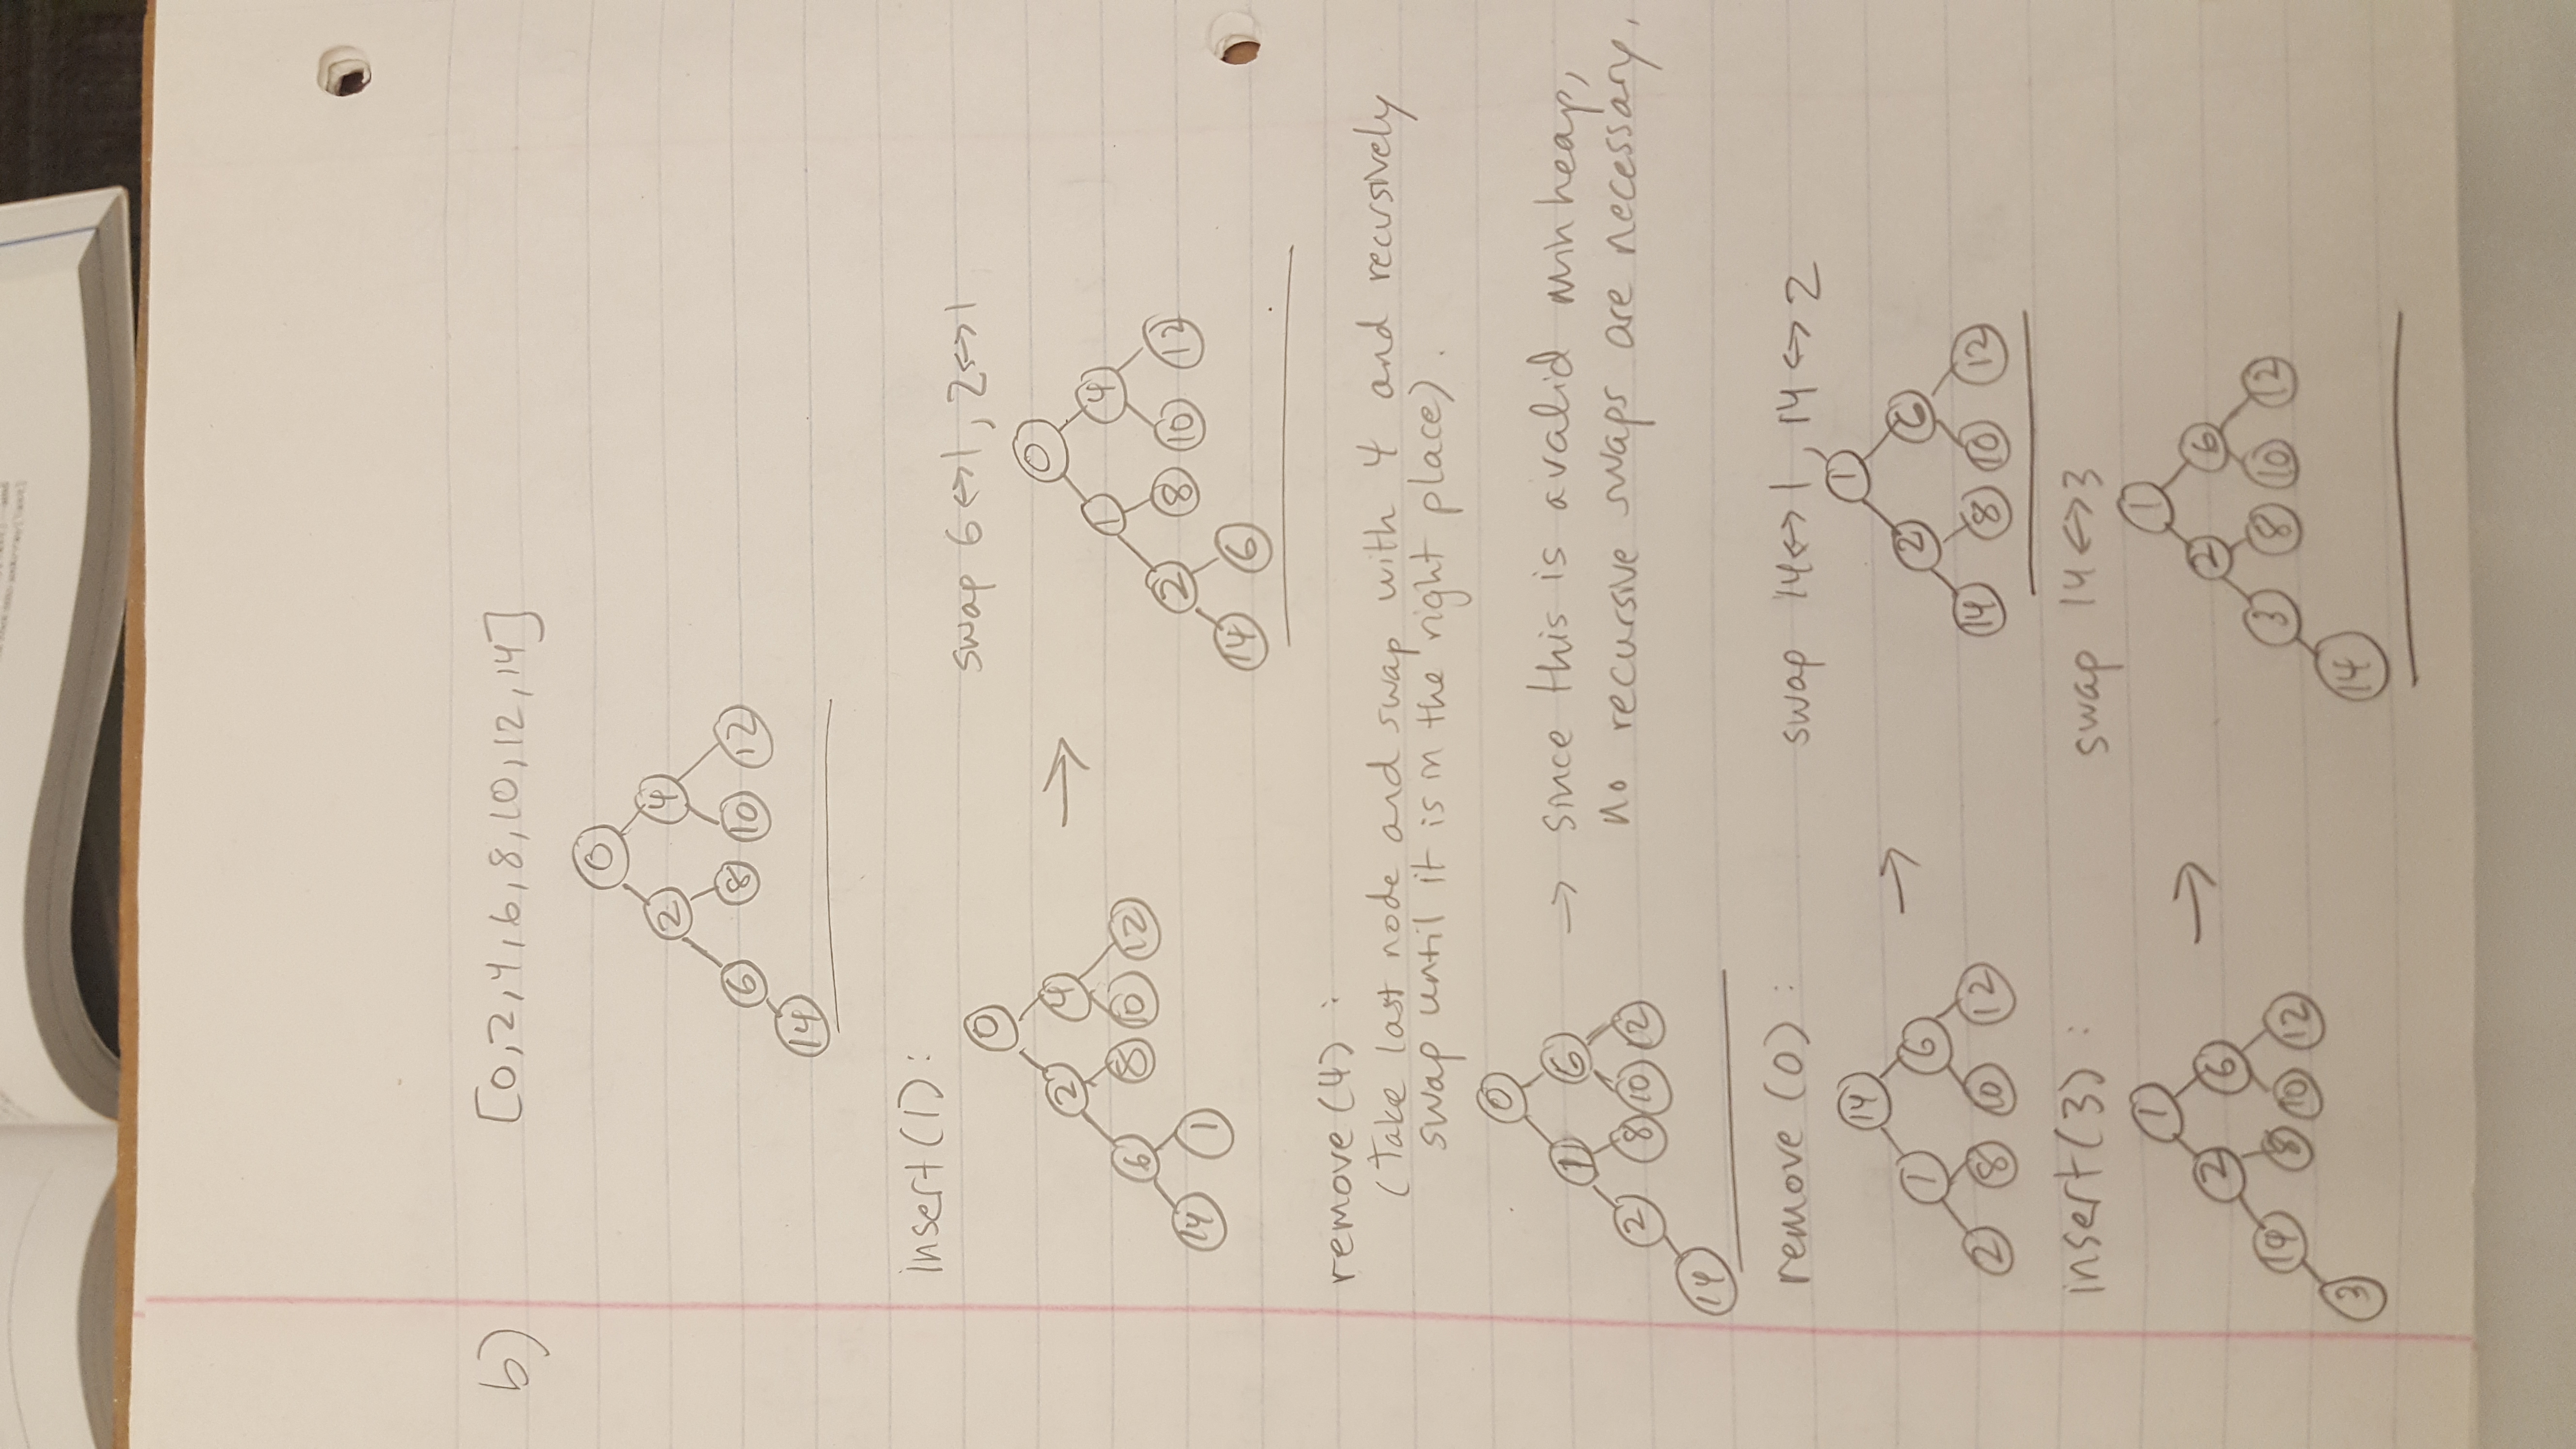 b) [0,2,4,6,8,10,12,14]
0
2 4
6 8 10 12
14
insert(1):
0
2 4
6 8 10 12
14 1
→
swap 6↔1, 2↔1
0
1 4
2 8 10 12
14 6
remove(4):
(Take last node and swap with 4 and recursively
swap until it is in the right place).
0
1 6
2 8 10 12
14
→ since this is a valid min heap,
no recursive swaps are necessary.
remove (0):
14
1 6
2 8 10 12
→
swap 14↔1, 14↔2
1
2 6
14 8 10 12
insert(3):
1
2 6
14 8 10 12
3
→
swap 14↔3
1
2 6
3 8 10 12
14